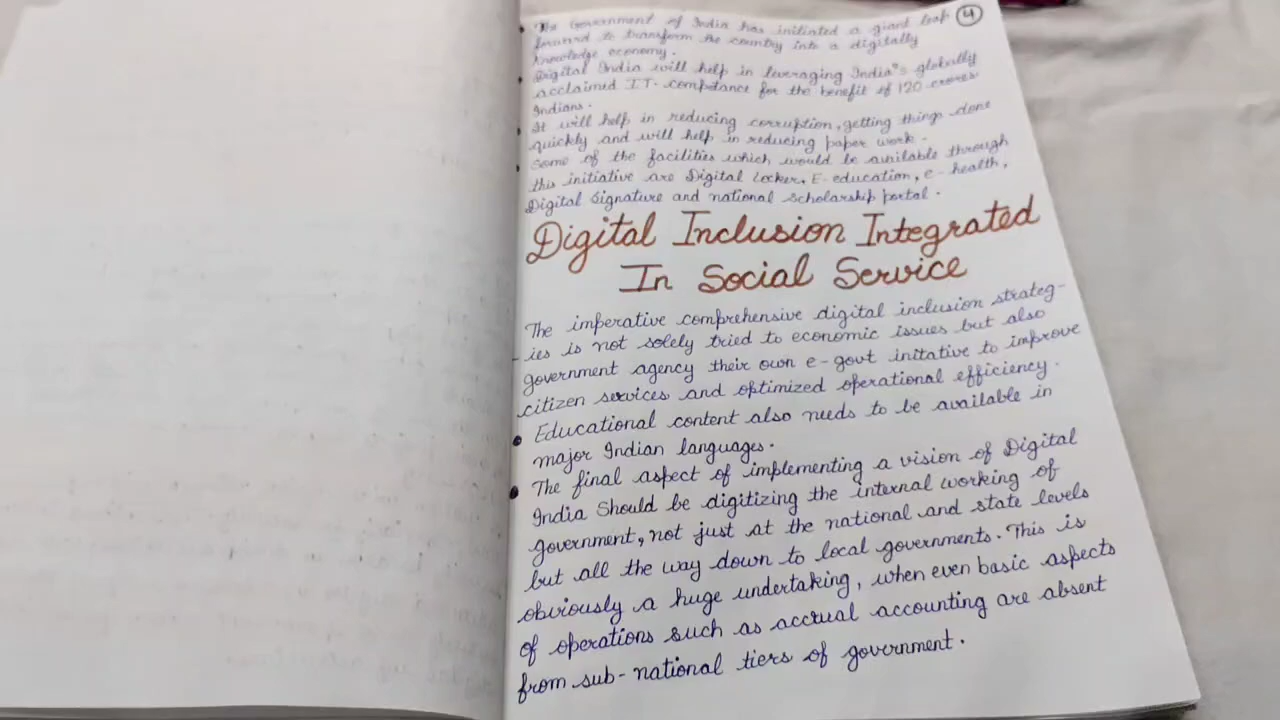 4
The Government of India has initiated a giant leap
forward to transform the country into a digitally
knowledge economy.
Digital India will help in leveraging India's globally
acclaimed I.T. competance for the benefit of 120 crores
Indians.
It will help in reducing corruption, getting things done
quickly and will help in reducing paper work.
Some of the facilities which would be available through
this initiative are Digital Locker, E-education, e-health,
Digital Signature and national Scholarship portal.
Digital Inclusion Integrated
In Social Service
The imperative comprehensive digital inclusion strateg-
-ies is not solely tried to economic issues but also
government agency their own e-govt initative to improve
citizen services and optimized operational efficiency.
Educational content also needs to be available in
major Indian languages.
The final aspect of implementing a vision of Digital
India Should be digitizing the internal working of
government, not just at the national and state levels
but all the way down to local governments. This is
obviously a huge undertaking, when even basic aspects
of operations such as accrual accounting are absent
from sub-national tiers of government.